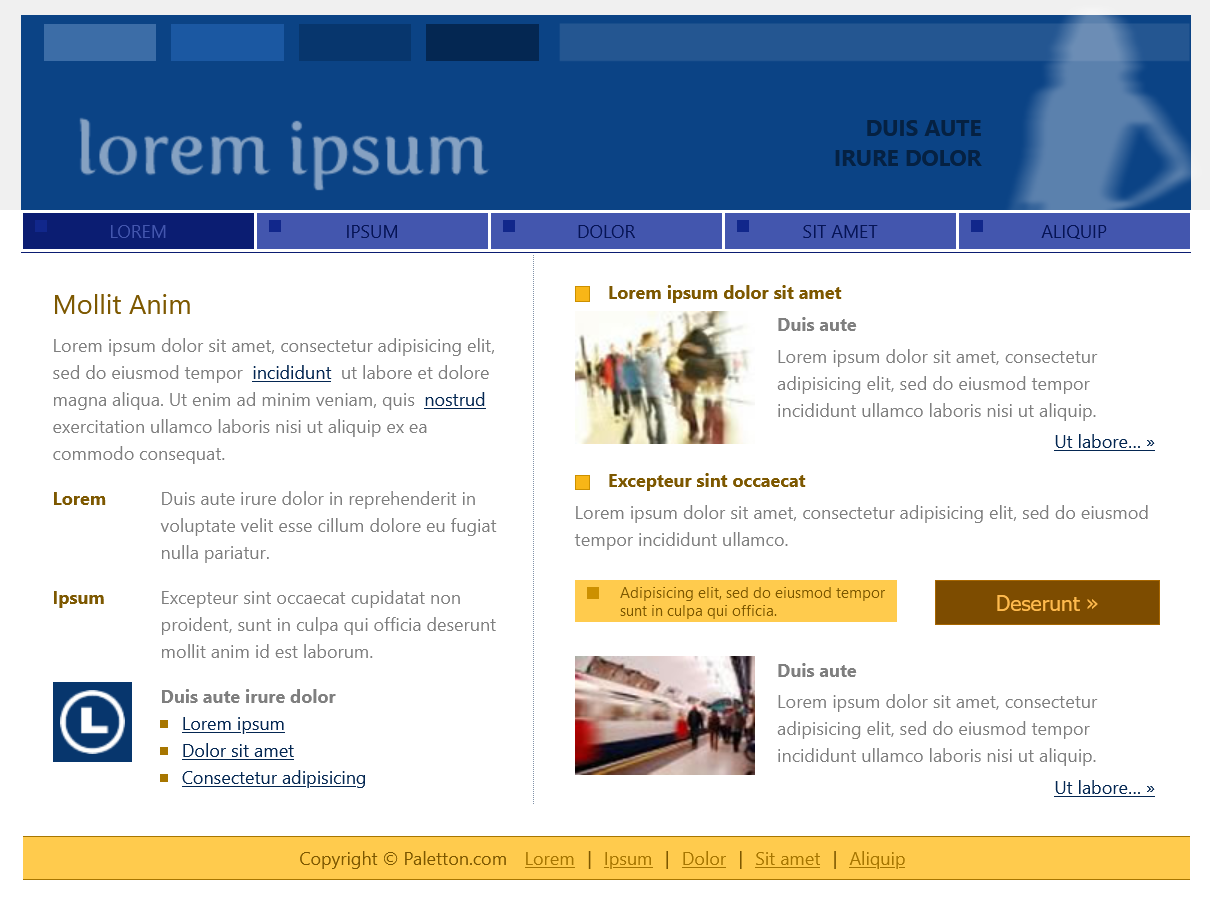 lorem ipsum
DUIS AUTE
IRURE DOLOR
LOREM
IPSUM
DOLOR
SIT AMET
ALIQUIP
Mollit Anim
Lorem ipsum dolor sit amet, consectetur adipisicing elit,
sed do eiusmod tempor incididunt ut labore et dolore
magna aliqua. Ut enim ad minim veniam, quis nostrud
exercitation ullamco laboris nisi ut aliquip ex ea
commodo consequat.
Lorem
Duis aute irure dolor in reprehenderit in
voluptate velit esse cillum dolore eu fugiat
nulla pariatur.
Ipsum
Excepteur sint occaecat cupidatat non
proident, sunt in culpa qui officia deserunt
mollit anim id est laborum.
L
Duis aute irure dolor
Lorem ipsum
Dolor sit amet
Consectetur adipisicing
Lorem ipsum dolor sit amet
Duis aute
Lorem ipsum dolor sit amet, consectetur
adipisicing elit, sed do eiusmod tempor
incididunt ullamco laboris nisi ut aliquip.
Ut labore... »
Excepteur sint occaecat
Lorem ipsum dolor sit amet, consectetur adipisicing elit, sed do eiusmod
tempor incididunt ullamco.
Adipisicing elit, sed do eiusmod tempor
sunt in culpa qui officia.
Deserunt »
Duis aute
Lorem ipsum dolor sit amet, consectetur
adipisicing elit, sed do eiusmod tempor
incididunt ullamco laboris nisi ut aliquip.
Ut labore... »
Copyright © Paletton.com Lorem | Ipsum | Dolor | Sit amet | Aliquip